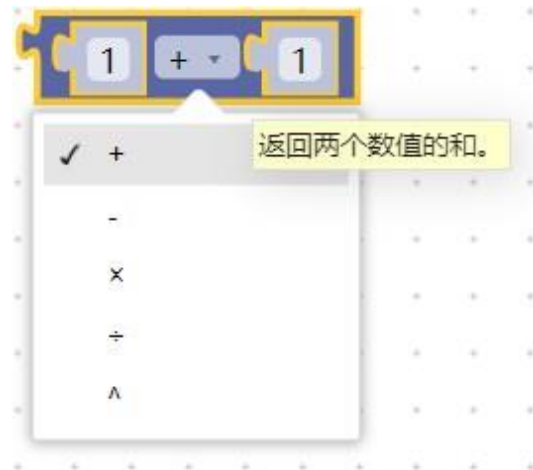 1 + 1
✓ +
返回两个数值的和。
-
×
÷
^